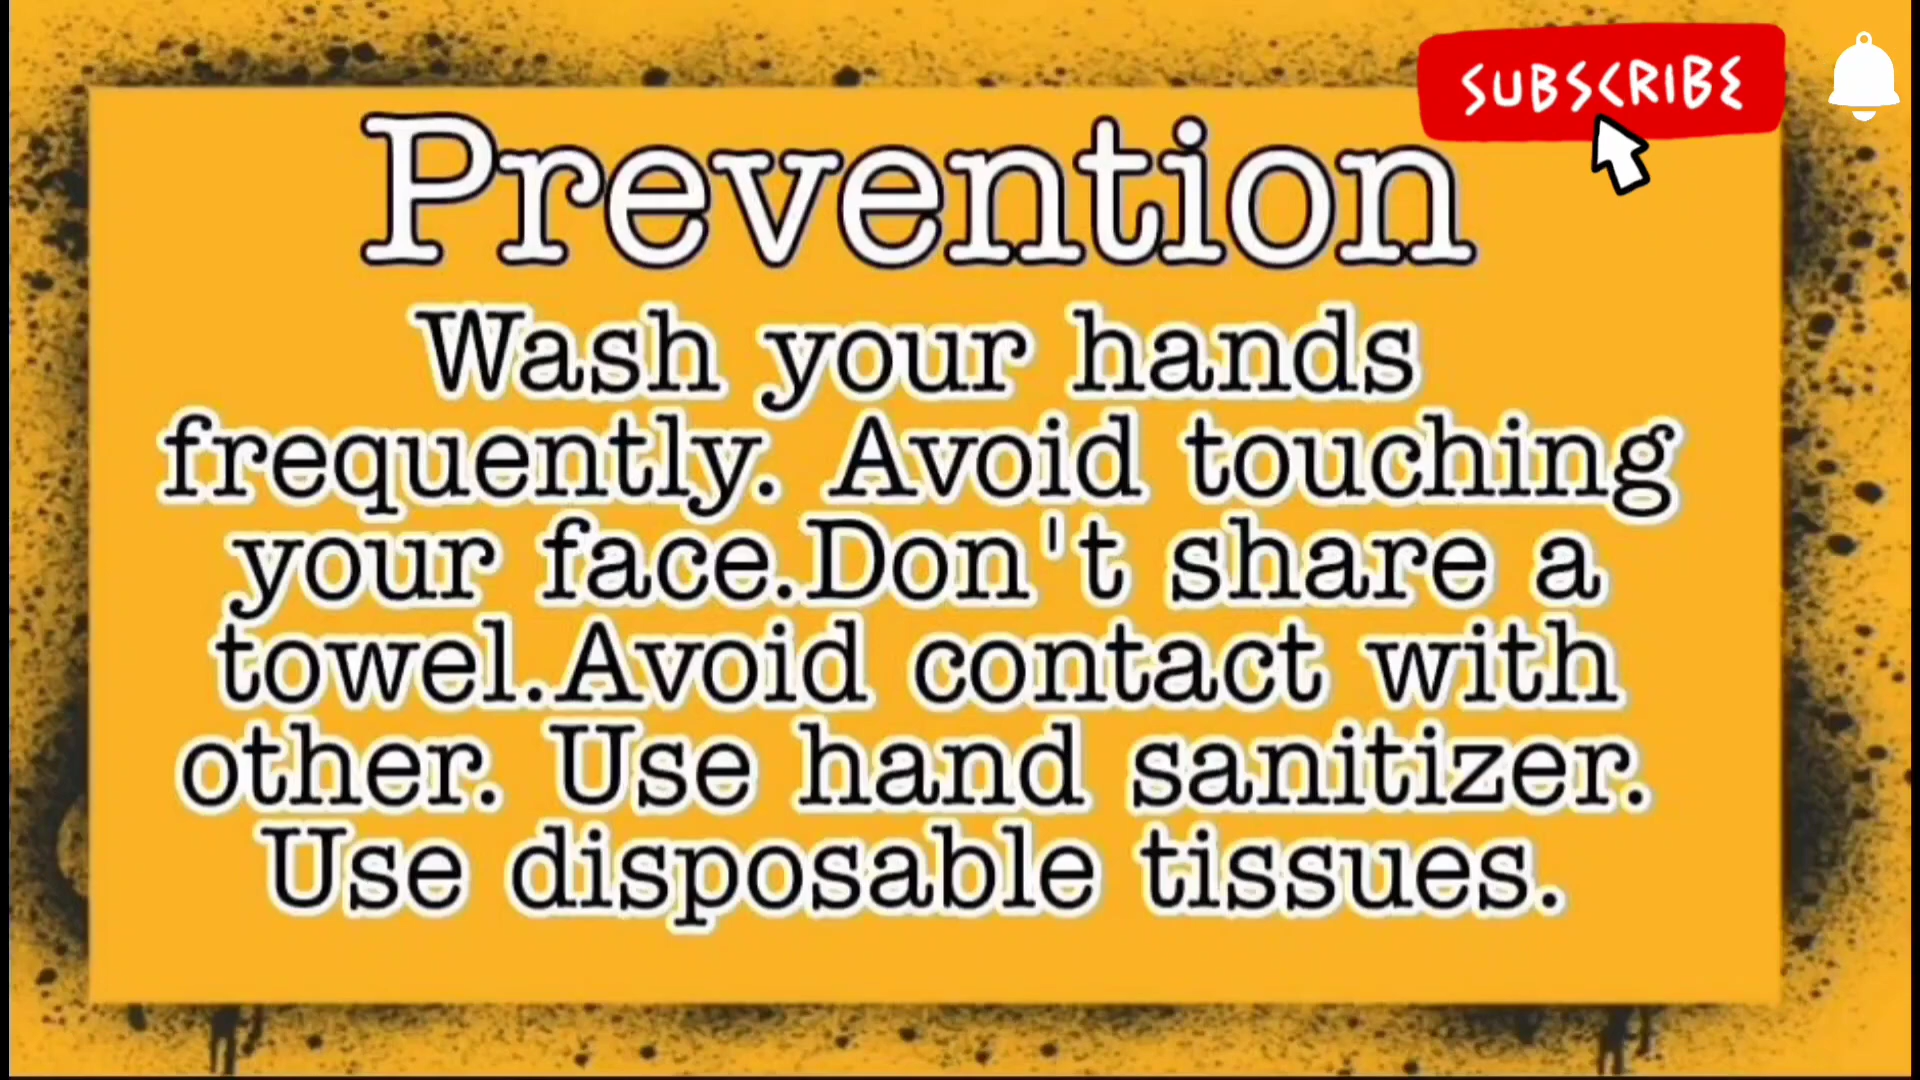 SUBSCRIBE
Prevention
Wash your hands
frequently. Avoid touching
your face.Don't share a
towel.Avoid contact with
other. Use hand sanitizer.
Use disposable tissues.